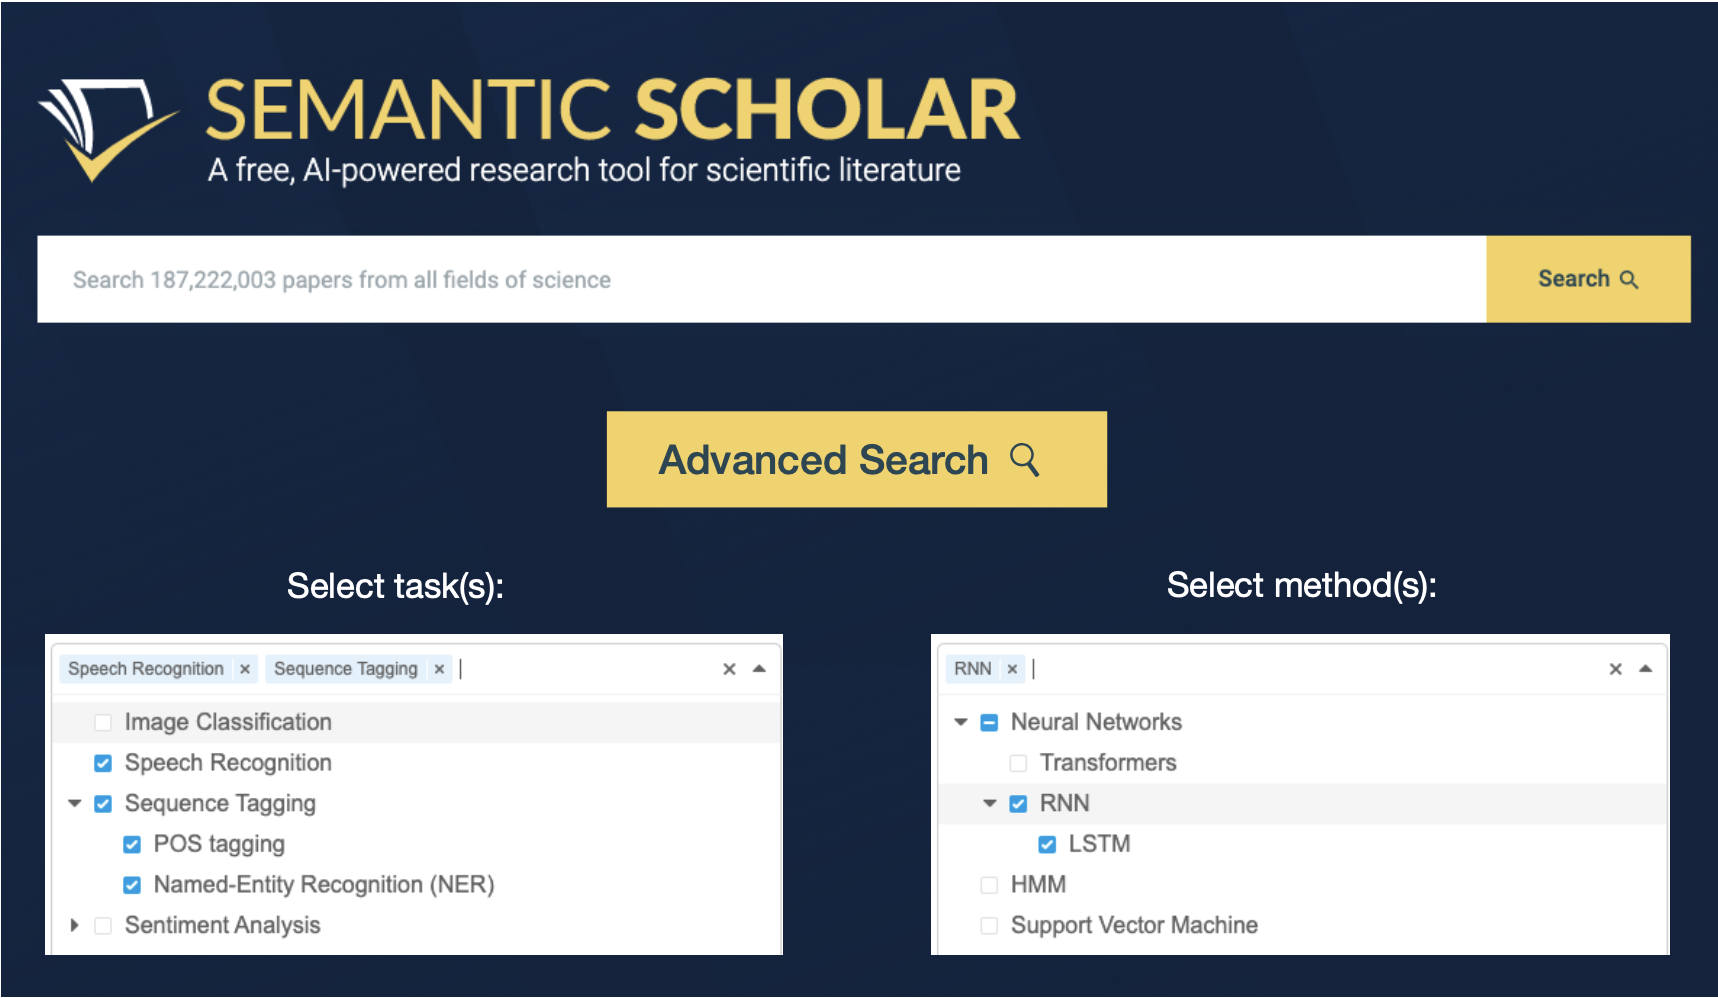 SEMANTIC SCHOLAR
A free, AI-powered research tool for scientific literature
Search 187,222,003 papers from all fields of science
Search
Advanced Search
Select task(s):
Speech Recognition × Sequence Tagging ×
Image Classification
Speech Recognition
Sequence Tagging
POS tagging
Named-Entity Recognition (NER)
Sentiment Analysis
Select method(s):
RNN ×
Neural Networks
Transformers
RNN
LSTM
HMM
Support Vector Machine